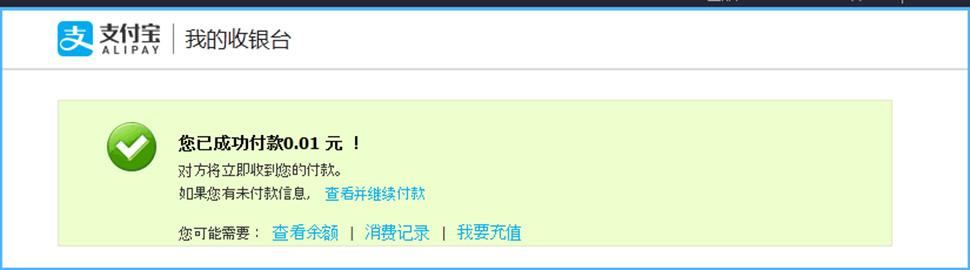 支付宝 我的收银台
ALIPAY
您已成功付款0.01 元 ！
对方将立即收到您的付款。
如果您有未付款信息， 查看并继续付款
您可能需要： 查看余额 | 消费记录 | 我要充值